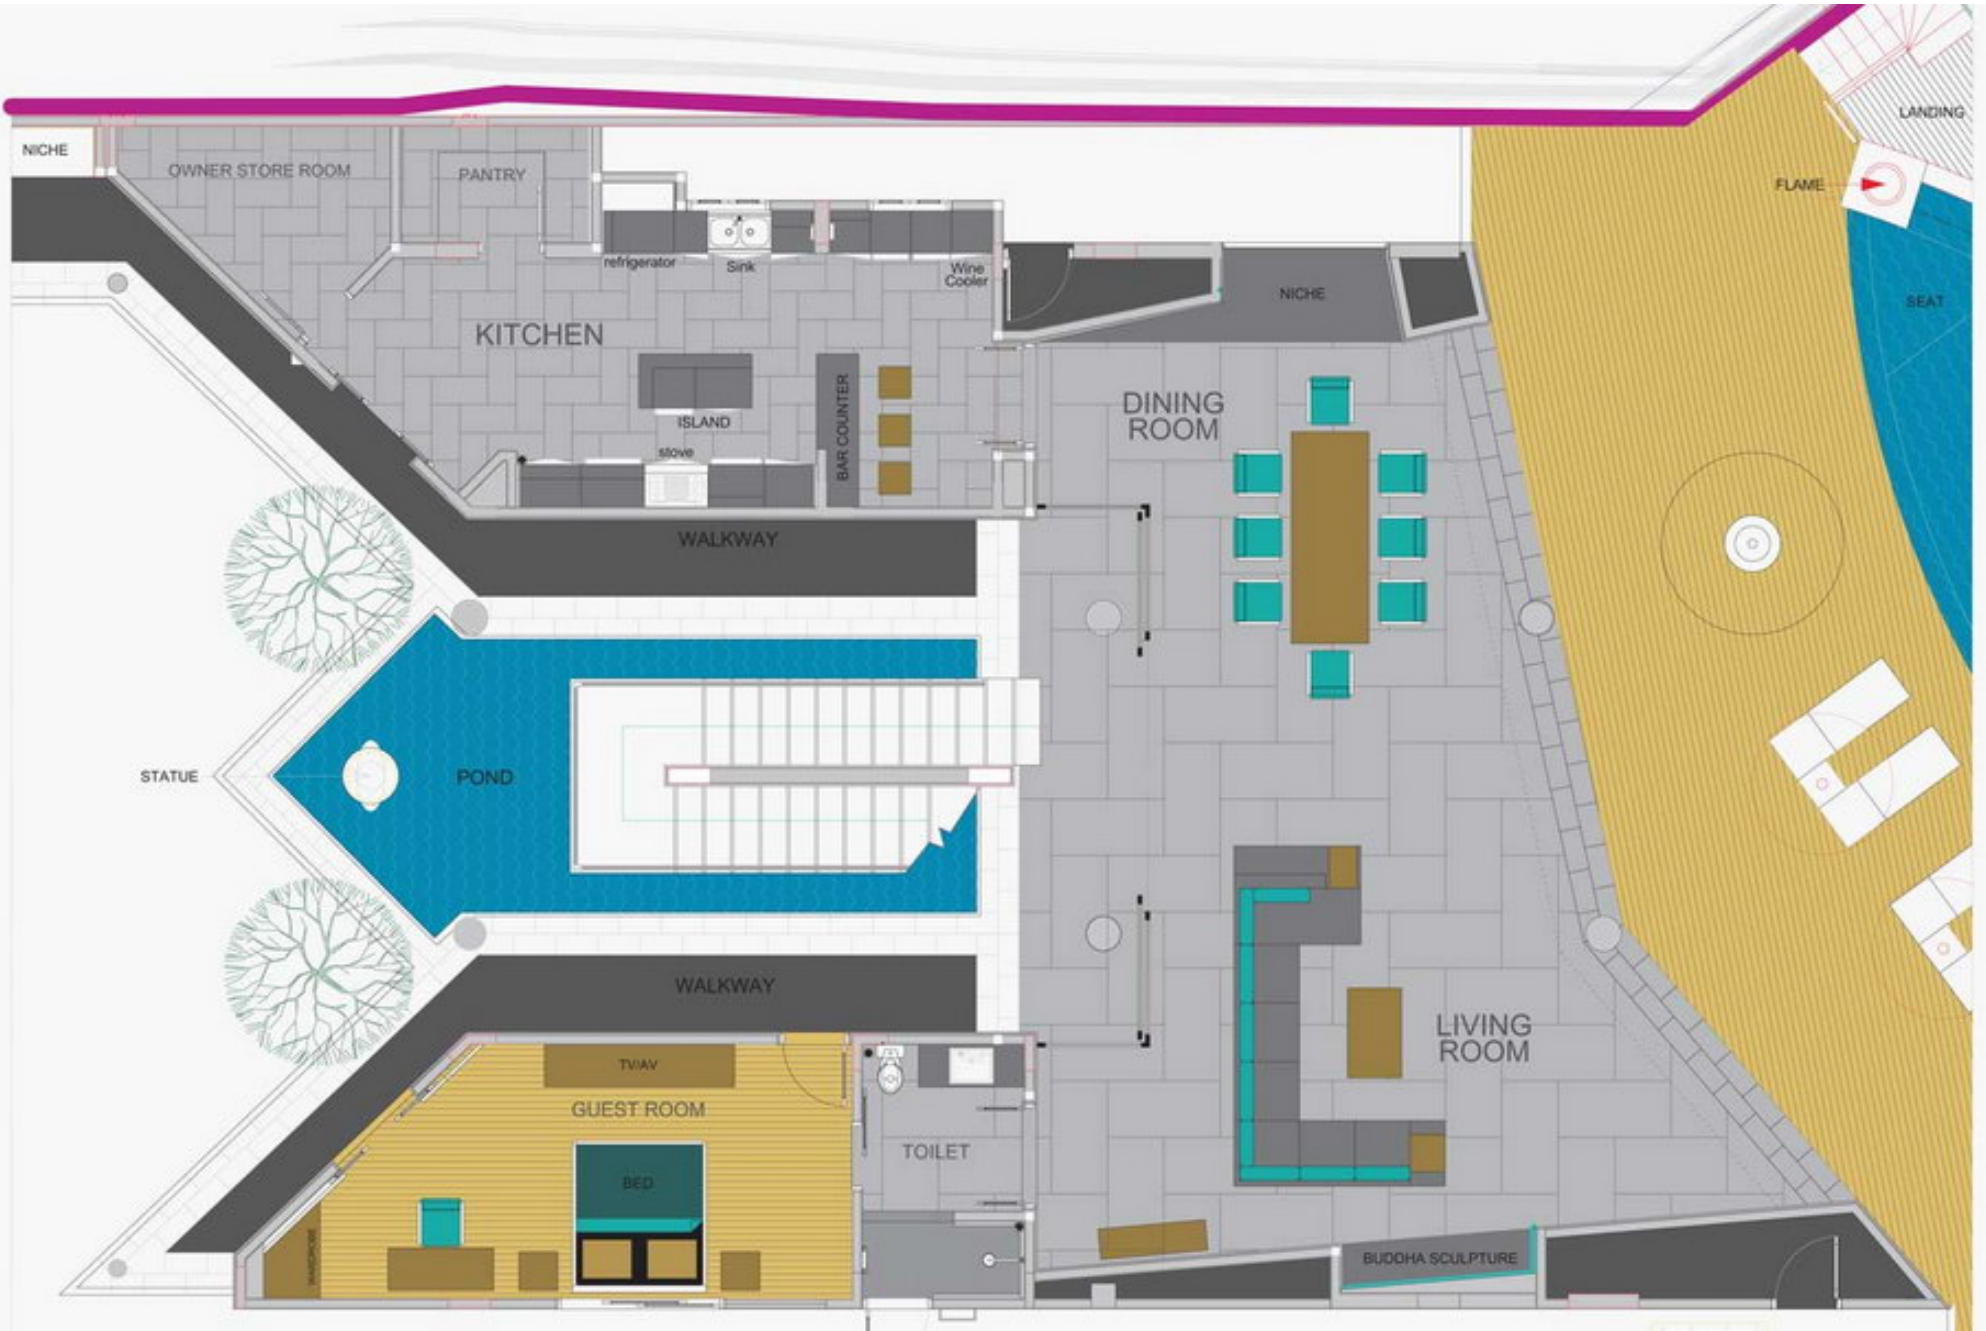 LANDING
NICHE
OWNER STORE ROOM
PANTRY
FLAME
refrigerator
Sink
Wine
Cooler
NICHE
SEAT
KITCHEN
ISLAND
BAR COUNTER
DINING
ROOM
stove
WALKWAY
STATUE
POND
WALKWAY
LIVING
ROOM
TV/AV
GUEST ROOM
TOILET
BED
WARDROBE
BUDDHA SCULPTURE